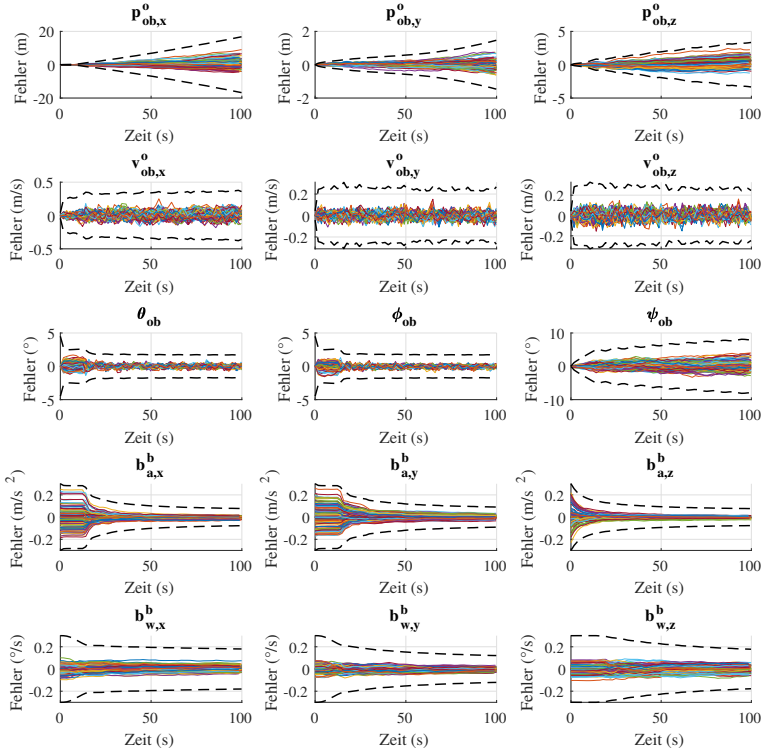 p^o_ob,x p^o_ob,y p^o_ob,z
Fehler (m) 20 0 -20 Fehler (m) 2 0 -2 Fehler (m) 5 0 -5
0 50 100 0 50 100 0 50 100
Zeit (s) Zeit (s) Zeit (s)
v^o_ob,x v^o_ob,y v^o_ob,z
Fehler (m/s) 0.5 0 -0.5 Fehler (m/s) 0.2 0 -0.2 Fehler (m/s) 0.2 0 -0.2
0 50 100 0 50 100 0 50 100
Zeit (s) Zeit (s) Zeit (s)
θ_ob ϕ_ob ψ_ob
Fehler (°) 5 0 -5 Fehler (°) 5 0 -5 Fehler (°) 10 0 -10
0 50 100 0 50 100 0 50 100
Zeit (s) Zeit (s) Zeit (s)
b^b_a,x b^b_a,y b^b_a,z
Fehler (m/s ²) 0.2 0 -0.2 Fehler (m/s ²) 0.2 0 -0.2 Fehler (m/s ²) 0.2 0 -0.2
0 50 100 0 50 100 0 50 100
Zeit (s) Zeit (s) Zeit (s)
b^b_w,x b^b_w,y b^b_w,z
Fehler (°/s) 0.2 0 -0.2 Fehler (°/s) 0.2 0 -0.2 Fehler (°/s) 0.2 0 -0.2
0 50 100 0 50 100 0 50 100
Zeit (s) Zeit (s) Zeit (s)